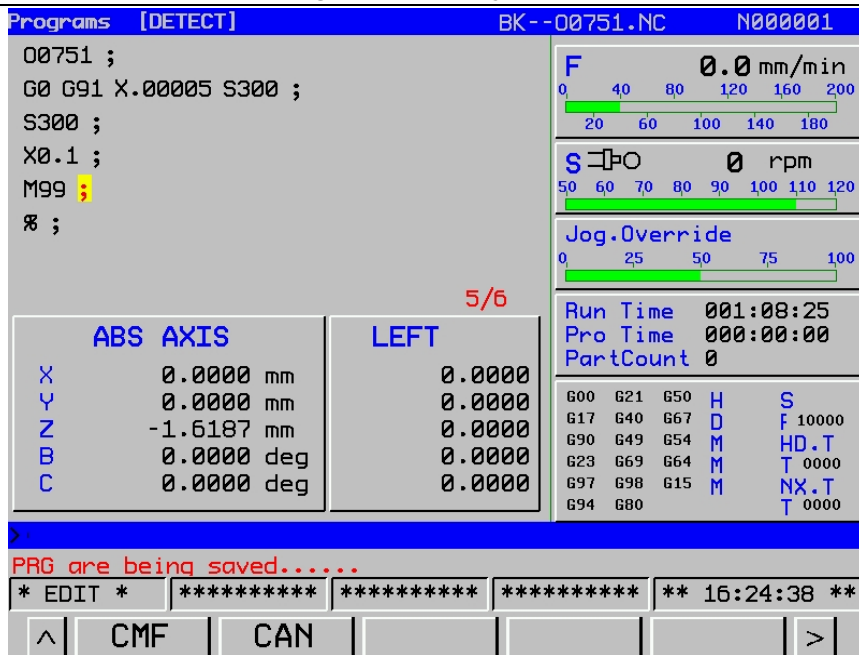 Programs [DETECT] BK--O0751.NC N000001
O0751 ;
G0 G91 X.00005 S300 ;
S300 ;
X0.1 ;
M99 ;
% ;
5/6
F 0.0 mm/min
0 40 80 120 160 200
20 60 100 140 180
S 0 rpm
50 60 70 80 90 100 110 120
Jog.Override
0 25 50 75 100
Run Time 001:08:25
Pro Time 000:00:00
PartCount 0
ABS AXIS LEFT
X 0.0000 mm 0.0000
Y 0.0000 mm 0.0000
Z -1.6187 mm 0.0000
B 0.0000 deg 0.0000
C 0.0000 deg 0.0000
G00 G21 G50 H S
G17 G40 G67 D F 10000
G90 G49 G54 M HD.T
G23 G69 G64 M T 0000
G97 G98 G15 M NX.T
G94 G80 T 0000
>
PRG are being saved......
* EDIT * ********** ********** ********** ** 16:24:38 **
^ CMF CAN >